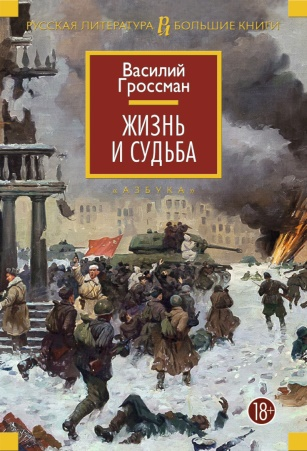 РУССКАЯ ЛИТЕРАТУРА БОЛЬШИЕ КНИГИ
Василий
Гроссман
ЖИЗНЬ
И СУДЬБА
«АЗБУКА»
18+